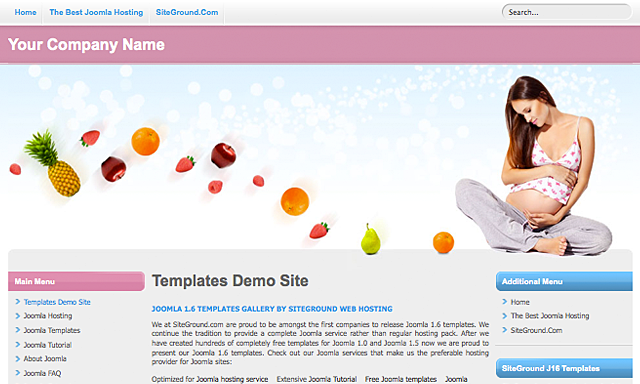 Home The Best Joomla Hosting SiteGround.Com Search...
Your Company Name
Main Menu
Templates Demo Site
Joomla Hosting
Joomla Templates
Joomla Tutorial
About Joomla
Joomla FAQ
Templates Demo Site
JOOMLA 1.6 TEMPLATES GALLERY BY SITEGROUND WEB HOSTING
We at SiteGround.com are proud to be amongst the first companies to release Joomla 1.6 templates. We
continue the tradition to provide a complete Joomla service rather than regular hosting pack. After we
have created hundreds of completely free templates for Joomla 1.0 and Joomla 1.5 now we are proud to
present our Joomla 1.6 templates. Check out our Joomla services that make us the preferable hosting
provider for Joomla sites:
Optimized for Joomla hosting service Extensive Joomla Tutorial Free Joomla templates Joomla
Additional Menu
Home
The Best Joomla Hosting
SiteGround.Com
SiteGround J16 Templates